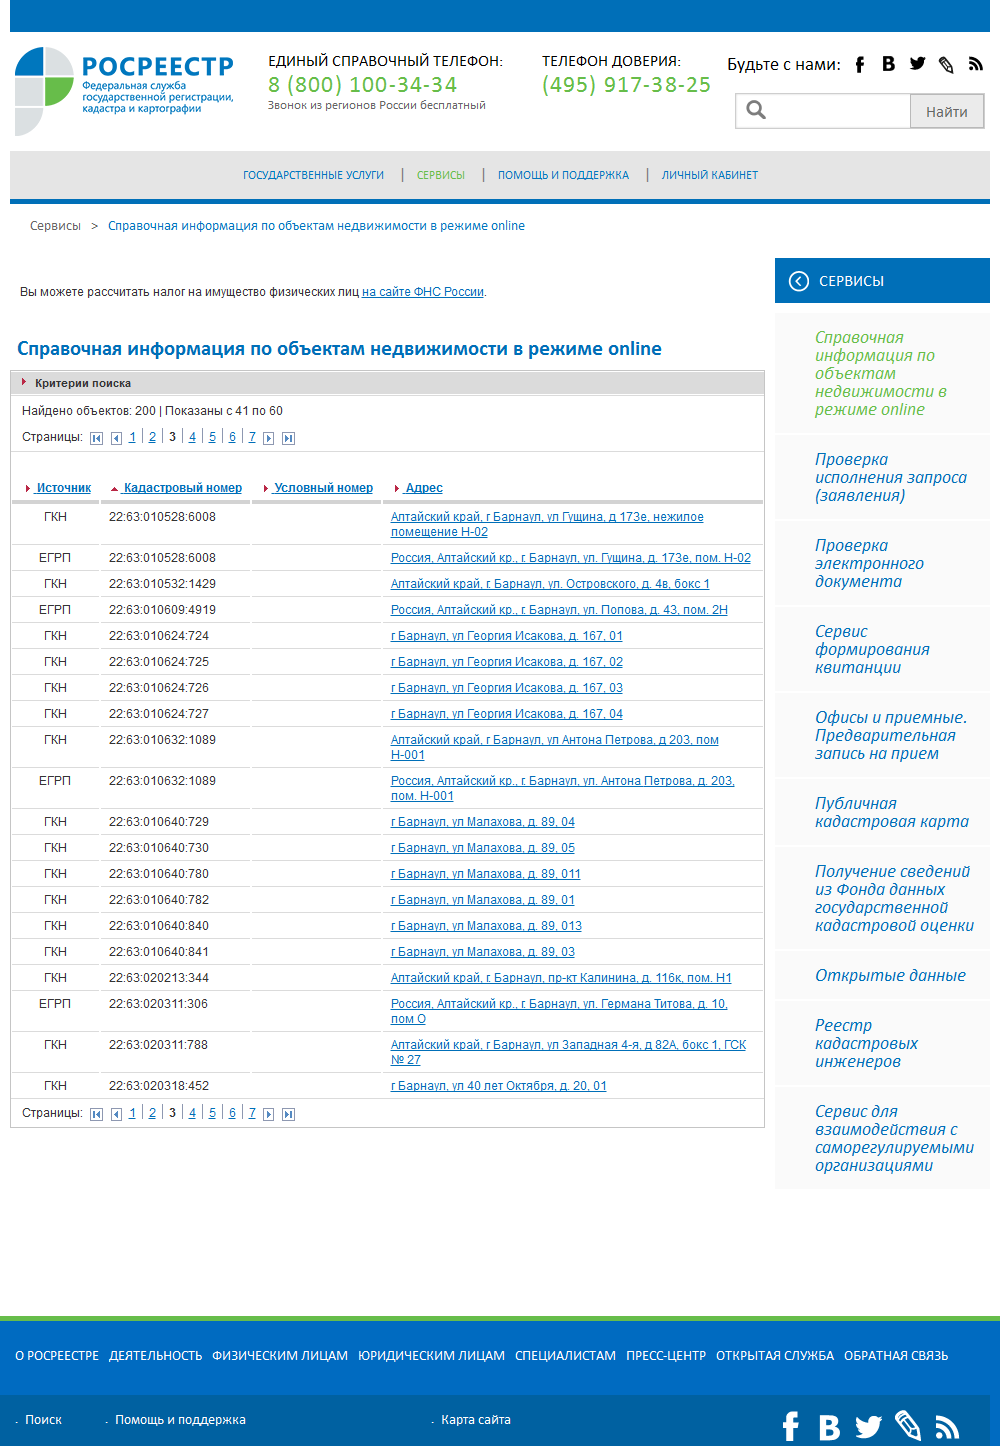 РОСРЕЕСТР
Федеральная служба
государственной регистрации,
кадастра и картографии
ЕДИНЫЙ СПРАВОЧНЫЙ ТЕЛЕФОН:
8 (800) 100-34-34
Звонок из регионов России бесплатный
ТЕЛЕФОН ДОВЕРИЯ:
(495) 917-38-25
Будьте с нами:
Найти
ГОСУДАРСТВЕННЫЕ УСЛУГИ | СЕРВИСЫ | ПОМОЩЬ И ПОДДЕРЖКА | ЛИЧНЫЙ КАБИНЕТ
Сервисы > Справочная информация по объектам недвижимости в режиме online
Вы можете рассчитать налог на имущество физических лиц на сайте ФНС России.
Справочная информация по объектам недвижимости в режиме online
Критерии поиска
Найдено объектов: 200 | Показаны с 41 по 60
Страницы: 1 | 2 | 3 | 4 | 5 | 6 | 7
Источник Кадастровый номер Условный номер Адрес
ГКН 22:63:010528:6008 Алтайский край, г Барнаул, ул Гущина, д 173е, нежилое
помещение Н-02
ЕГРП 22:63:010528:6008 Россия, Алтайский кр., г. Барнаул, ул. Гущина, д. 173е, пом. Н-02
ГКН 22:63:010532:1429 Алтайский край, г. Барнаул, ул. Островского, д. 4в, бокс 1
ЕГРП 22:63:010609:4919 Россия, Алтайский кр., г. Барнаул, ул. Попова, д. 43, пом. 2Н
ГКН 22:63:010624:724 г Барнаул, ул Георгия Исакова, д. 167, 01
ГКН 22:63:010624:725 г Барнаул, ул Георгия Исакова, д. 167, 02
ГКН 22:63:010624:726 г Барнаул, ул Георгия Исакова, д. 167, 03
ГКН 22:63:010624:727 г Барнаул, ул Георгия Исакова, д. 167, 04
ГКН 22:63:010632:1089 Алтайский край, г Барнаул, ул Антона Петрова, д 203, пом
Н-001
ЕГРП 22:63:010632:1089 Россия, Алтайский кр., г. Барнаул, ул. Антона Петрова, д. 203,
пом. Н-001
ГКН 22:63:010640:729 г Барнаул, ул Малахова, д. 89, 04
ГКН 22:63:010640:730 г Барнаул, ул Малахова, д. 89, 05
ГКН 22:63:010640:780 г Барнаул, ул Малахова, д. 89, 011
ГКН 22:63:010640:782 г Барнаул, ул Малахова, д. 89, 01
ГКН 22:63:010640:840 г Барнаул, ул Малахова, д. 89, 013
ГКН 22:63:010640:841 г Барнаул, ул Малахова, д. 89, 03
ГКН 22:63:020213:344 Алтайский край, г. Барнаул, пр-кт Калинина, д. 116к, пом. Н1
ЕГРП 22:63:020311:306 Россия, Алтайский кр., г. Барнаул, ул. Германа Титова, д. 10,
пом О
ГКН 22:63:020311:788 Алтайский край, г Барнаул, ул Западная 4-я, д 82А, бокс 1, ГСК
№ 27
ГКН 22:63:020318:452 г Барнаул, ул 40 лет Октября, д. 20, 01
Страницы: 1 | 2 | 3 | 4 | 5 | 6 | 7
СЕРВИСЫ
Справочная
информация по
объектам
недвижимости в
режиме online
Проверка
исполнения запроса
(заявления)
Проверка
электронного
документа
Сервис
формирования
квитанции
Офисы и приемные.
Предварительная
запись на прием
Публичная
кадастровая карта
Получение сведений
из Фонда данных
государственной
кадастровой оценки
Открытые данные
Реестр
кадастровых
инженеров
Сервис для
взаимодействия с
саморегулируемыми
организациями
О РОСРЕЕСТРЕ ДЕЯТЕЛЬНОСТЬ ФИЗИЧЕСКИМ ЛИЦАМ ЮРИДИЧЕСКИМ ЛИЦАМ СПЕЦИАЛИСТАМ ПРЕСС-ЦЕНТР ОТКРЫТАЯ СЛУЖБА ОБРАТНАЯ СВЯЗЬ
Поиск Помощь и поддержка Карта сайта